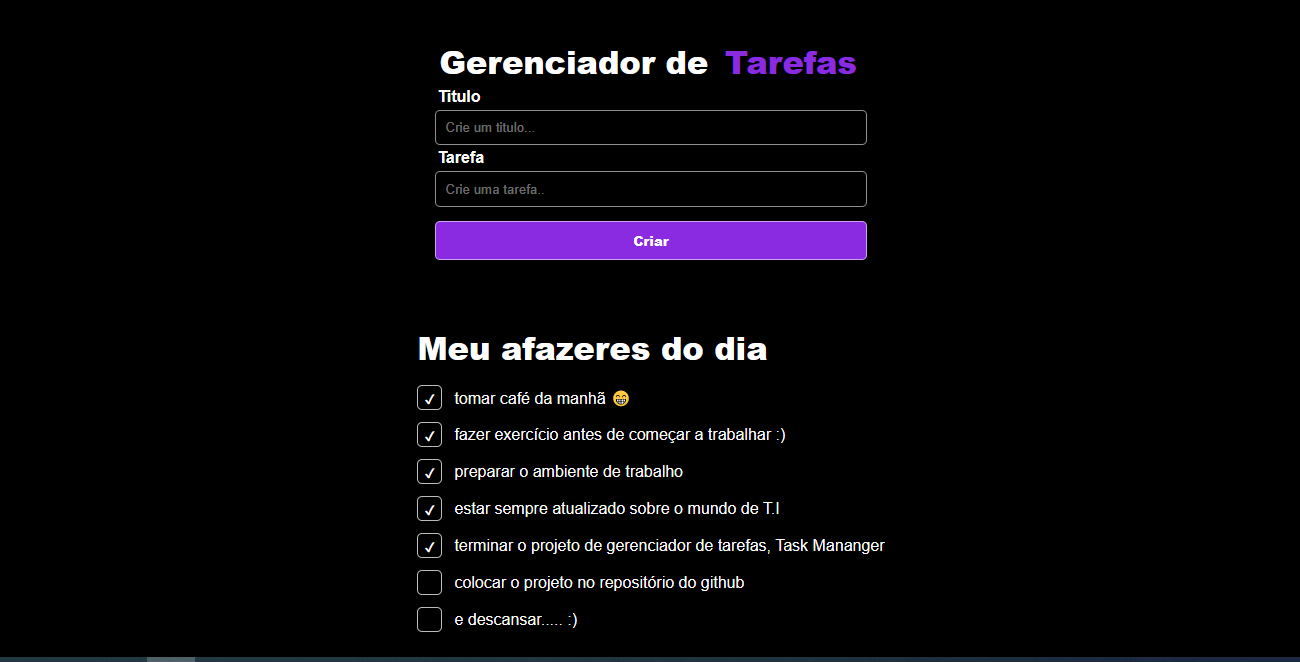 Gerenciador de Tarefas
Titulo
Crie um titulo...
Tarefa
Crie uma tarefa..
Criar
Meu afazeres do dia
tomar café da manhã 😁
fazer exercício antes de começar a trabalhar :)
preparar o ambiente de trabalho
estar sempre atualizado sobre o mundo de T.I
terminar o projeto de gerenciador de tarefas, Task Mananger
colocar o projeto no repositório do github
e descansar..... :)